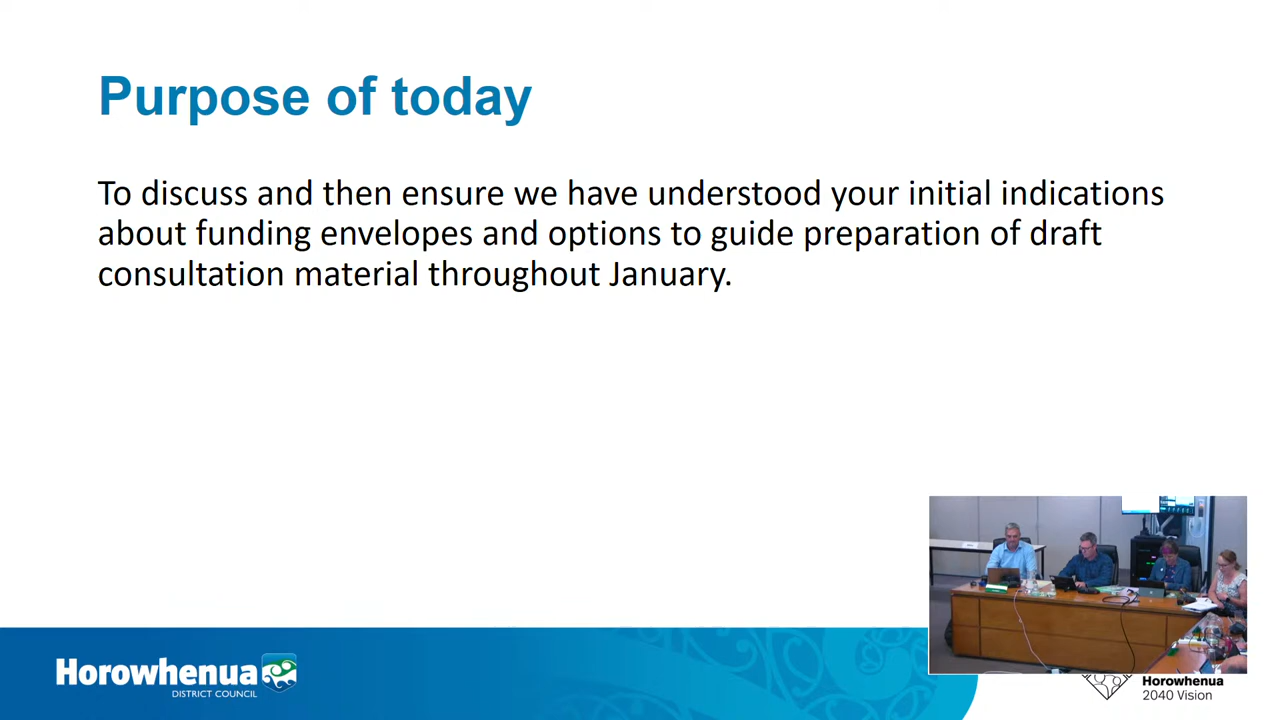 Purpose of today
To discuss and then ensure we have understood your initial indications
about funding envelopes and options to guide preparation of draft
consultation material throughout January.
Horowhenua
DISTRICT COUNCIL
Horowhenua
2040 Vision